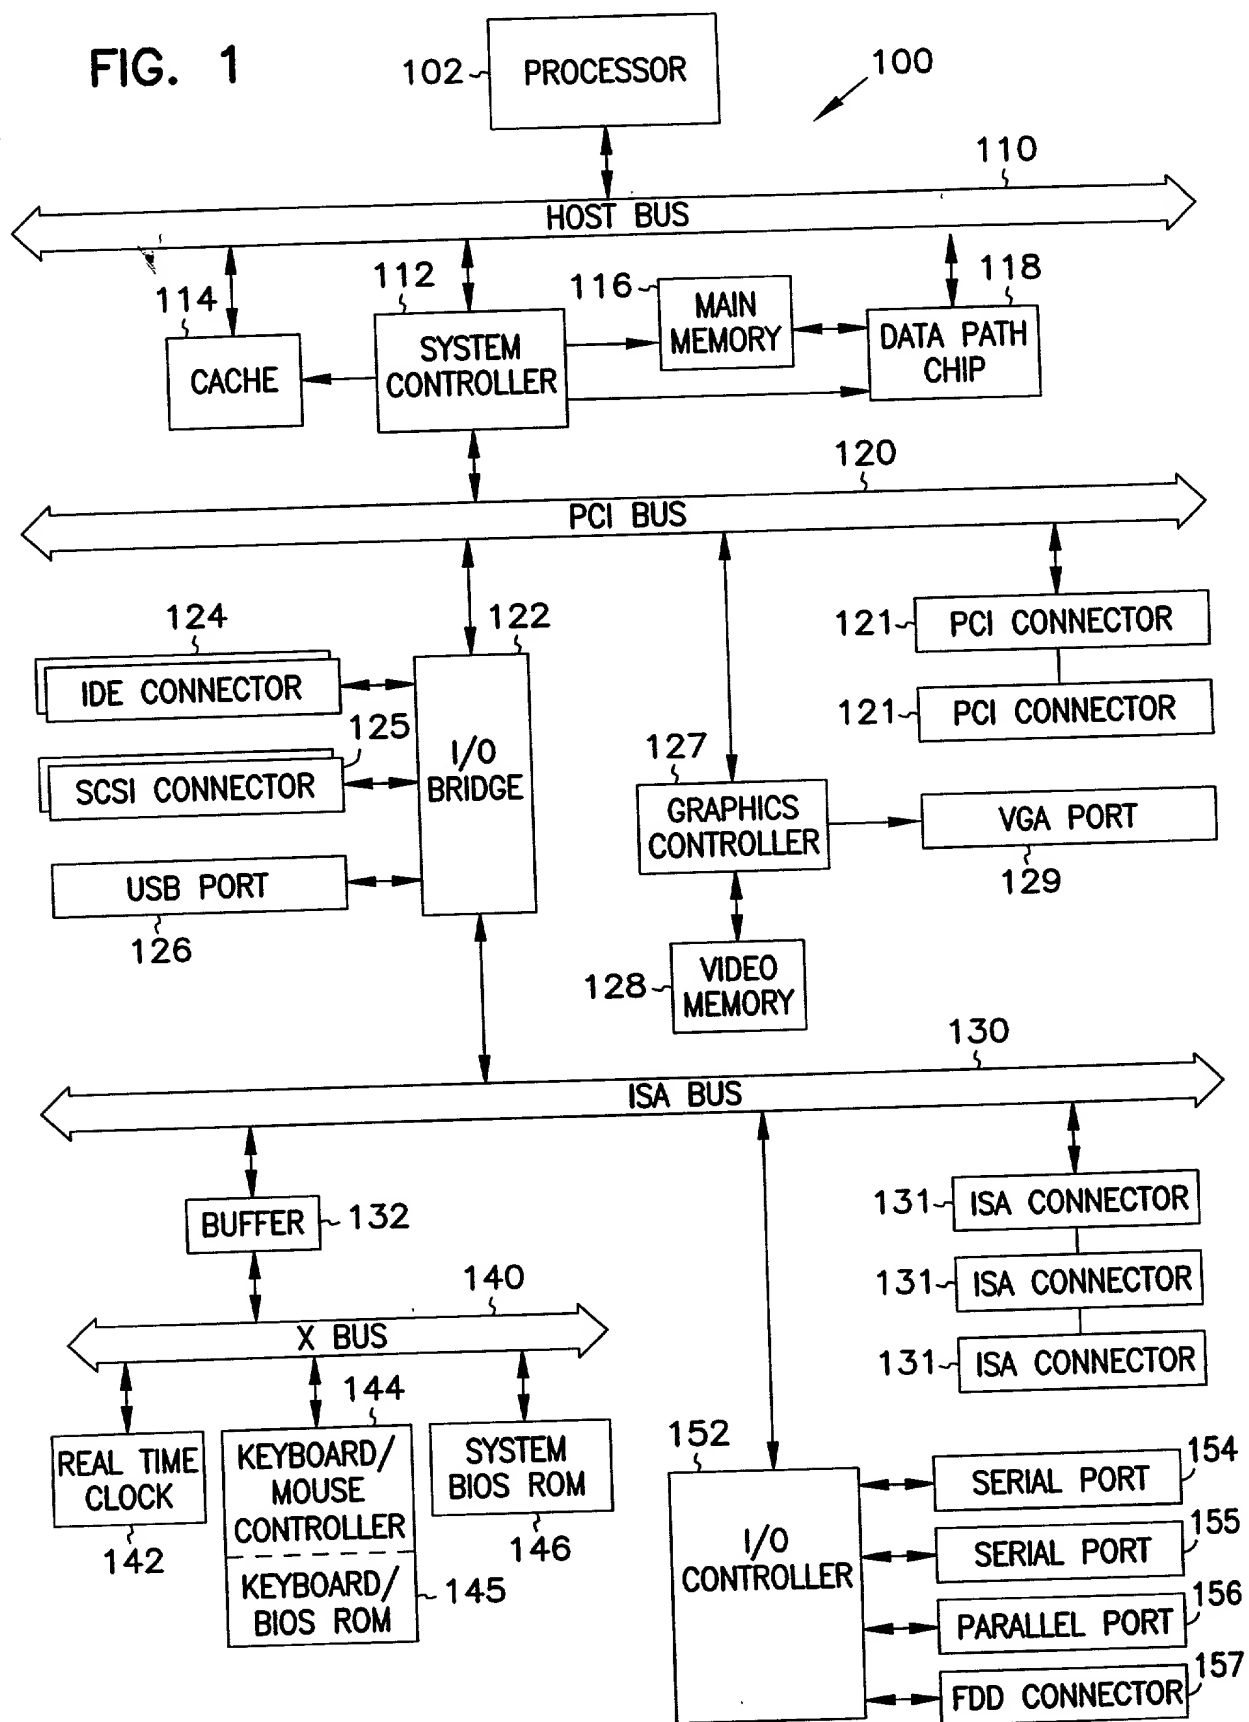 FIG. 1
PROCESSOR
102
100
110
HOST BUS
114
112
116
118
CACHE
SYSTEM
CONTROLLER
MAIN
MEMORY
DATA PATH
CHIP
120
PCI BUS
124
122
IDE CONNECTOR
125
SCSI CONNECTOR
I/O
BRIDGE
USB PORT
126
121
PCI CONNECTOR
121
PCI CONNECTOR
127
GRAPHICS
CONTROLLER
VGA PORT
129
128
VIDEO
MEMORY
130
ISA BUS
BUFFER
132
131
ISA CONNECTOR
131
ISA CONNECTOR
131
ISA CONNECTOR
140
X BUS
144
REAL TIME
CLOCK
142
KEYBOARD/
MOUSE
CONTROLLER
KEYBOARD/
BIOS ROM
145
SYSTEM
BIOS ROM
146
152
I/O
CONTROLLER
SERIAL PORT
154
SERIAL PORT
155
PARALLEL PORT
156
FDD CONNECTOR
157